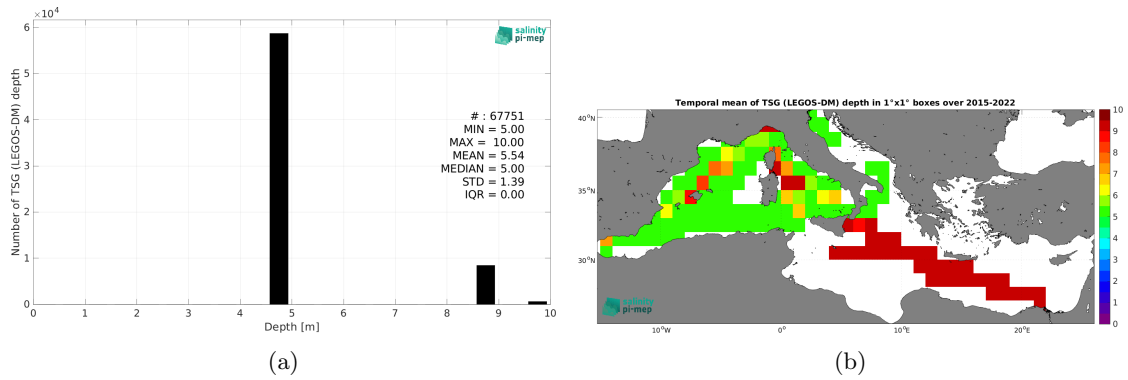 6 ×10⁴
5
4
3
2
1
0
Number of TSG (LEGOS-DM) depth
salinity
pi-mep
# : 67751
MIN = 5.00
MAX = 10.00
MEAN = 5.54
MEDIAN = 5.00
STD = 1.39
IQR = 0.00
0 1 2 3 4 5 6 7 8 9 10
Depth [m]
(a)
Temporal mean of TSG (LEGOS-DM) depth in 1°x1° boxes over 2015-2022
40°N
35°N
30°N
10°W 0° 10°E 20°E
salinity
pi-mep
10
9
8
7
6
5
4
3
2
1
0
(b)